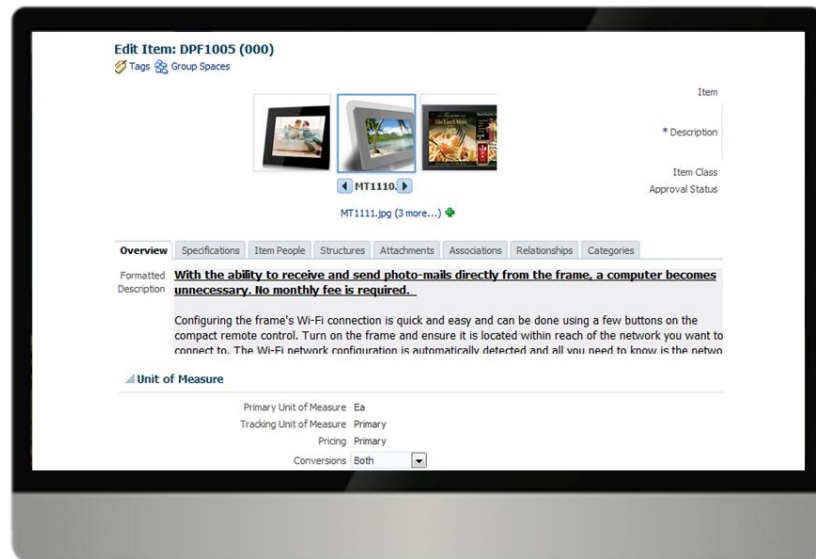 Edit Item: DPF1005 (000)
Tags Group Spaces
Item
* Description
Item Class
Approval Status
MT1110.
MT1111.jpg (3 more...)
Overview Specifications Item People Structures Attachments Associations Relationships Categories
Formatted Description
With the ability to receive and send photo-mails directly from the frame, a computer becomes
unnecessary. No monthly fee is required.
Configuring the frame's Wi-Fi connection is quick and easy and can be done using a few buttons on the
compact remote control. Turn on the frame and ensure it is located within reach of the network you want to
connect to. The Wi-Fi network configuration is automatically detected and all you need to know is the netwo
Unit of Measure
Primary Unit of Measure Ea
Tracking Unit of Measure Primary
Pricing Primary
Conversions Both